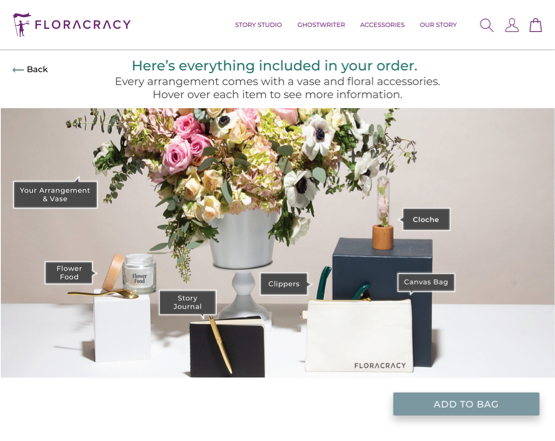 FLORACRACY
STORY STUDIO
GHOSTWRITER
ACCESSORIES
OUR STORY
Back
Here's everything included in your order.
Every arrangement comes with a vase and floral accessories.
Hover over each item to see more information.
Your Arrangement
& Vase
Cloche
Flower
Food
Flower
Food
Clippers
Canvas Bag
Story
Journal
FLORACRACY
ADD TO BAG